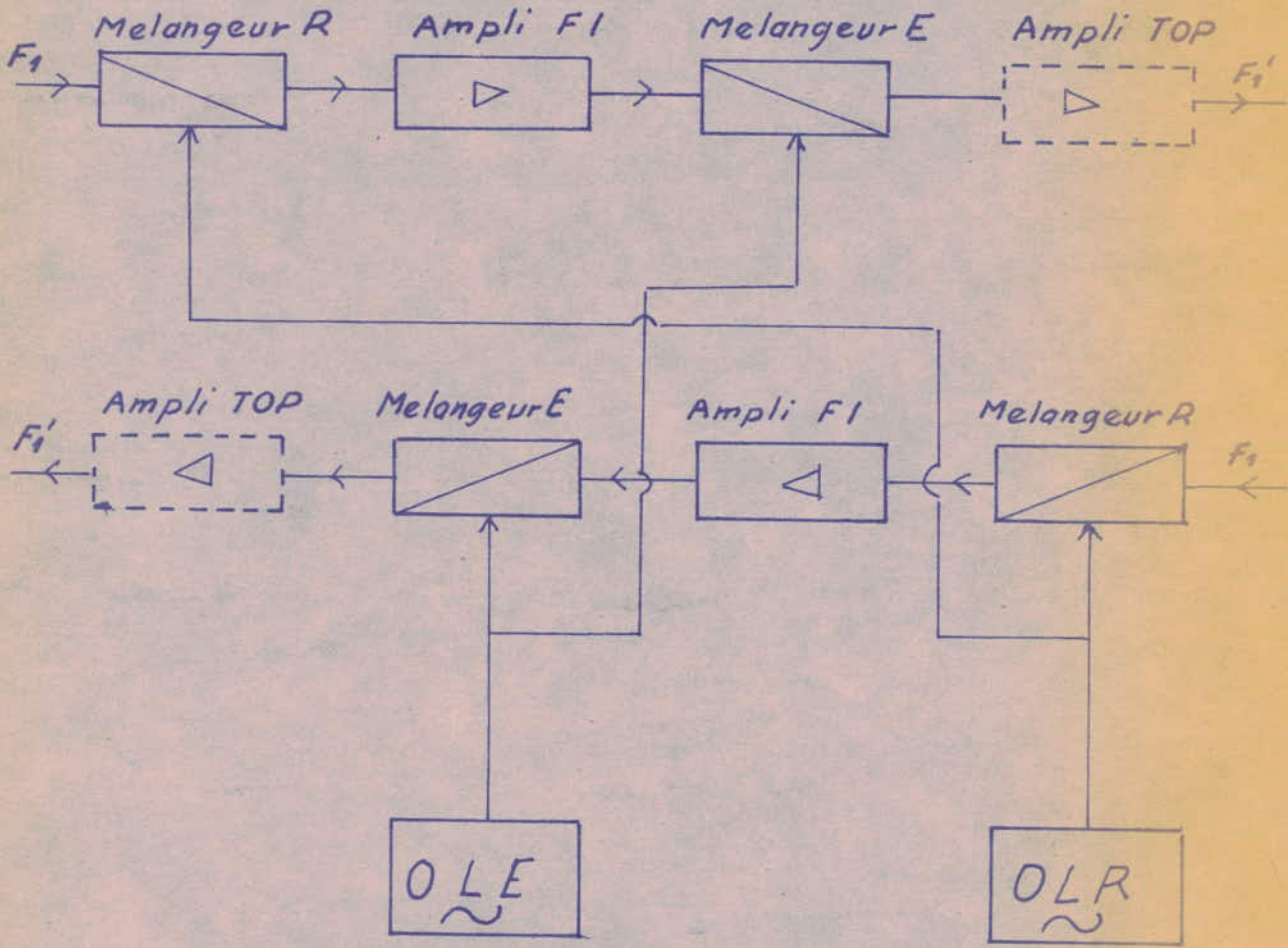 Melangeur R Ampli FI Melangeur E Ampli TOP
F₁ F₁'
Ampli TOP Melangeur E Ampli FI Melangeur R
F₁' F₁
OLE OLR